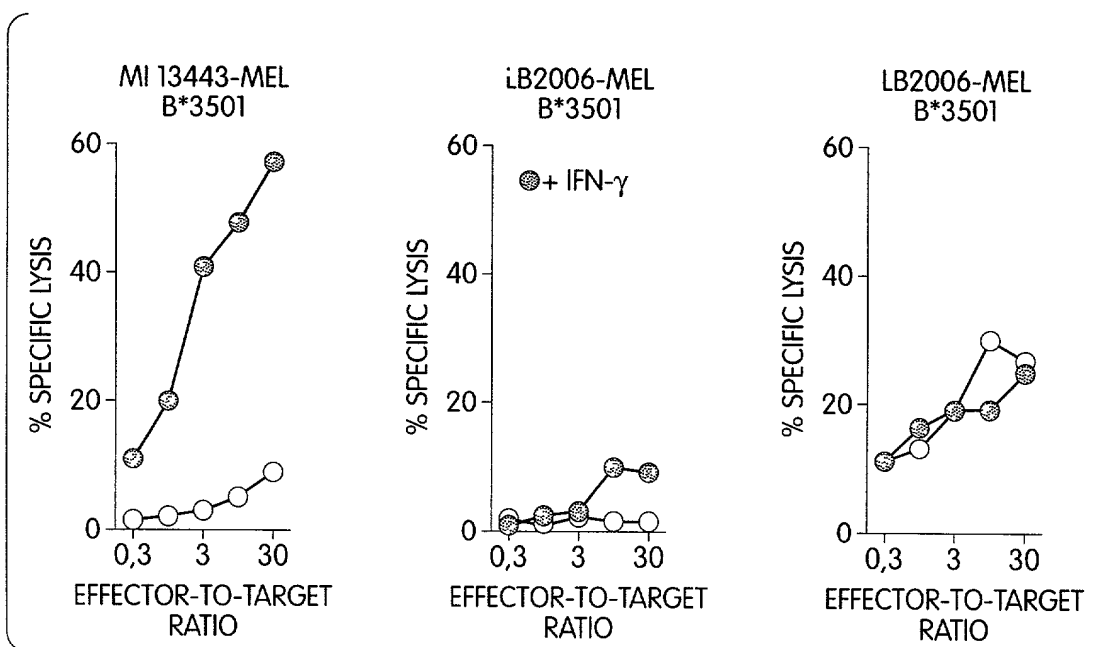 MI 13443-MEL
B*3501
60
40
20
0
% SPECIFIC LYSIS
0,3 3 30
EFFECTOR-TO-TARGET
RATIO
LB2006-MEL
B*3501
+ IFN-γ
60
40
20
0
% SPECIFIC LYSIS
0,3 3 30
EFFECTOR-TO-TARGET
RATIO
LB2006-MEL
B*3501
60
40
20
0
% SPECIFIC LYSIS
0,3 3 30
EFFECTOR-TO-TARGET
RATIO